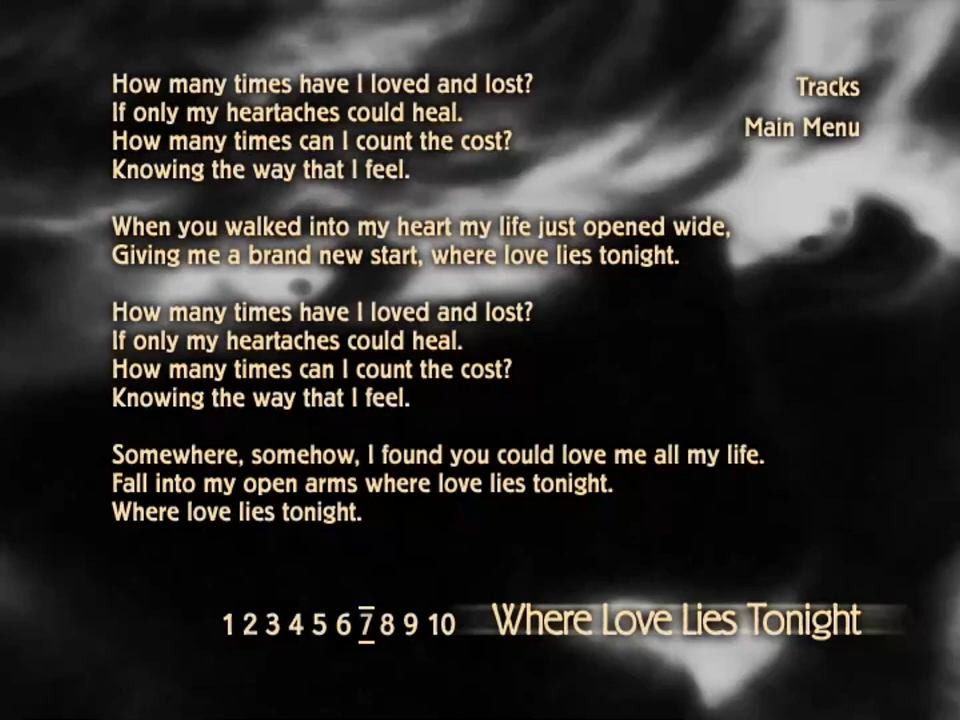 How many times have I loved and lost?
If only my heartaches could heal.
How many times can I count the cost?
Knowing the way that I feel.
When you walked into my heart my life just opened wide,
Giving me a brand new start, where love lies tonight.
How many times have I loved and lost?
If only my heartaches could heal.
How many times can I count the cost?
Knowing the way that I feel.
Somewhere, somehow, I found you could love me all my life.
Fall into my open arms where love lies tonight.
Where love lies tonight.
Tracks
Main Menu
1 2 3 4 5 6 7 8 9 10
Where Love Lies Tonight